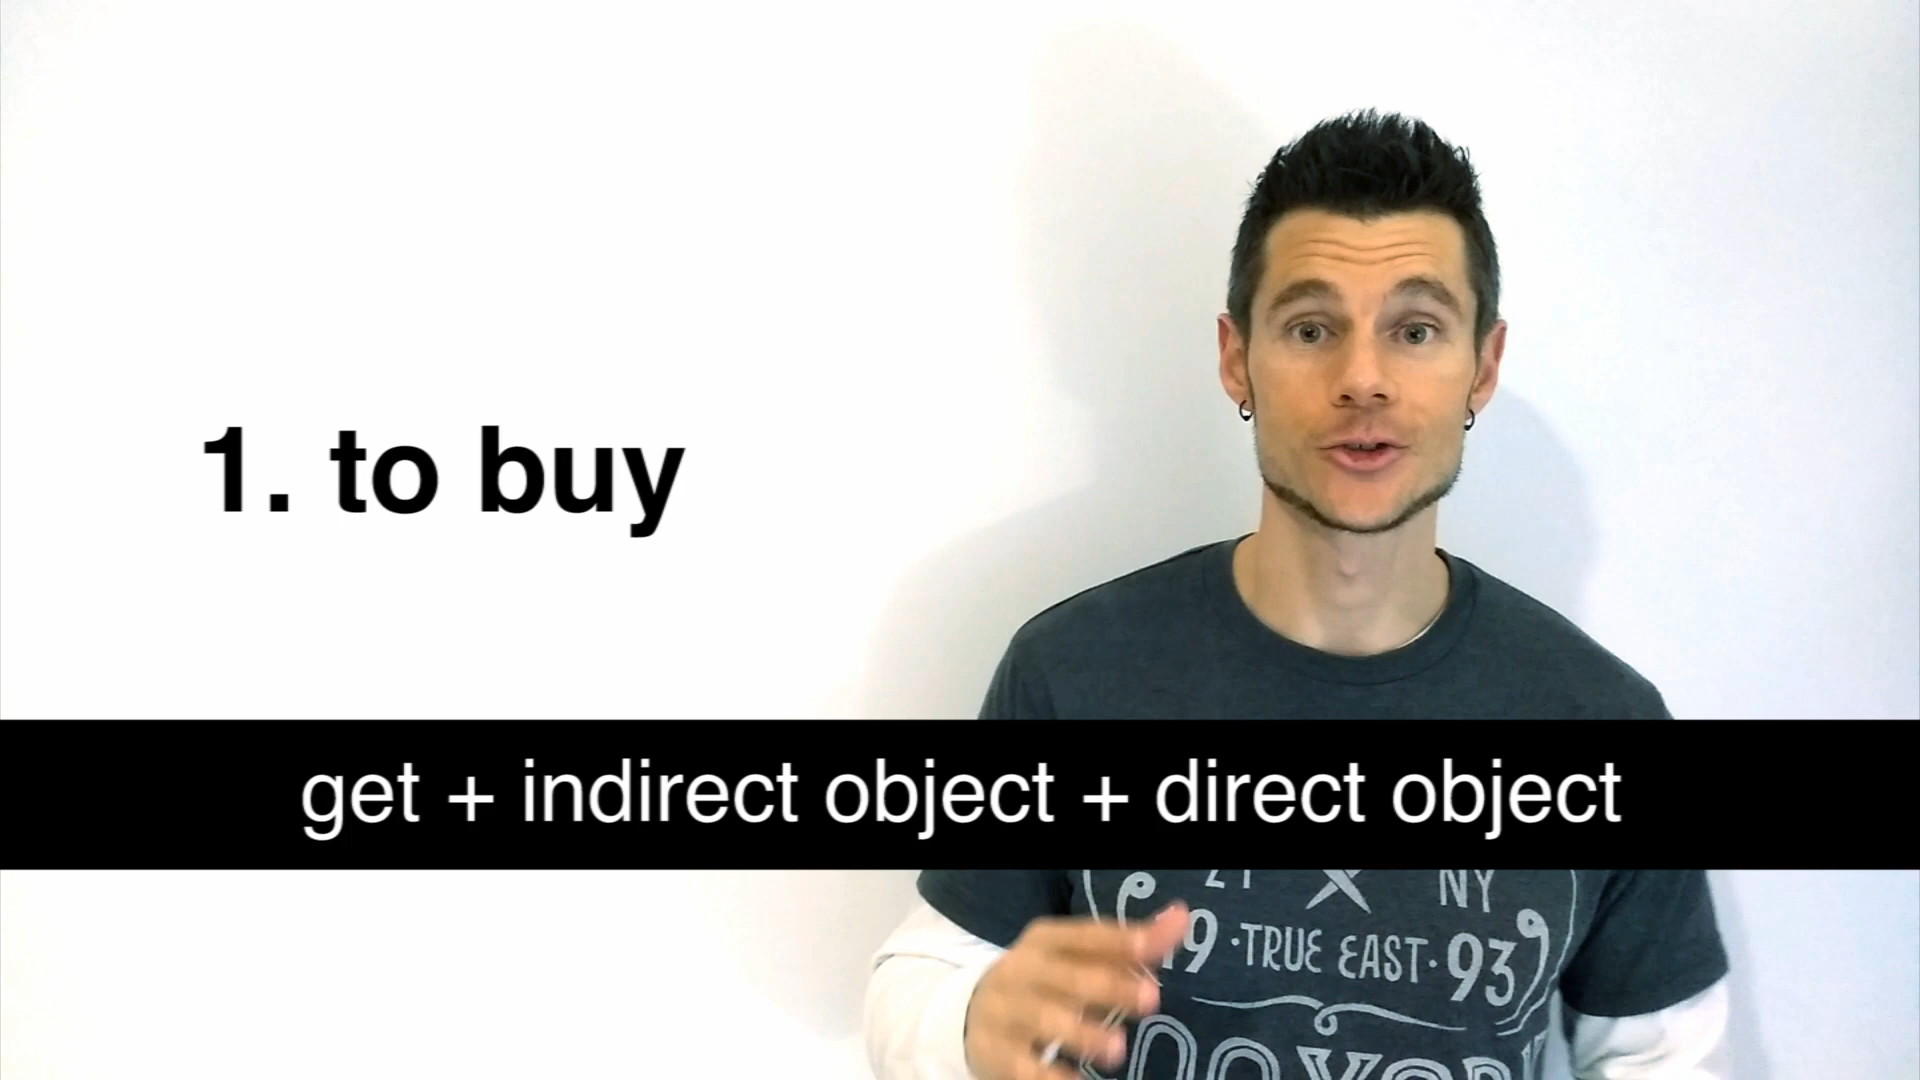 1. to buy
get + indirect object + direct object
NY
19 ·TRUE EAST· 93